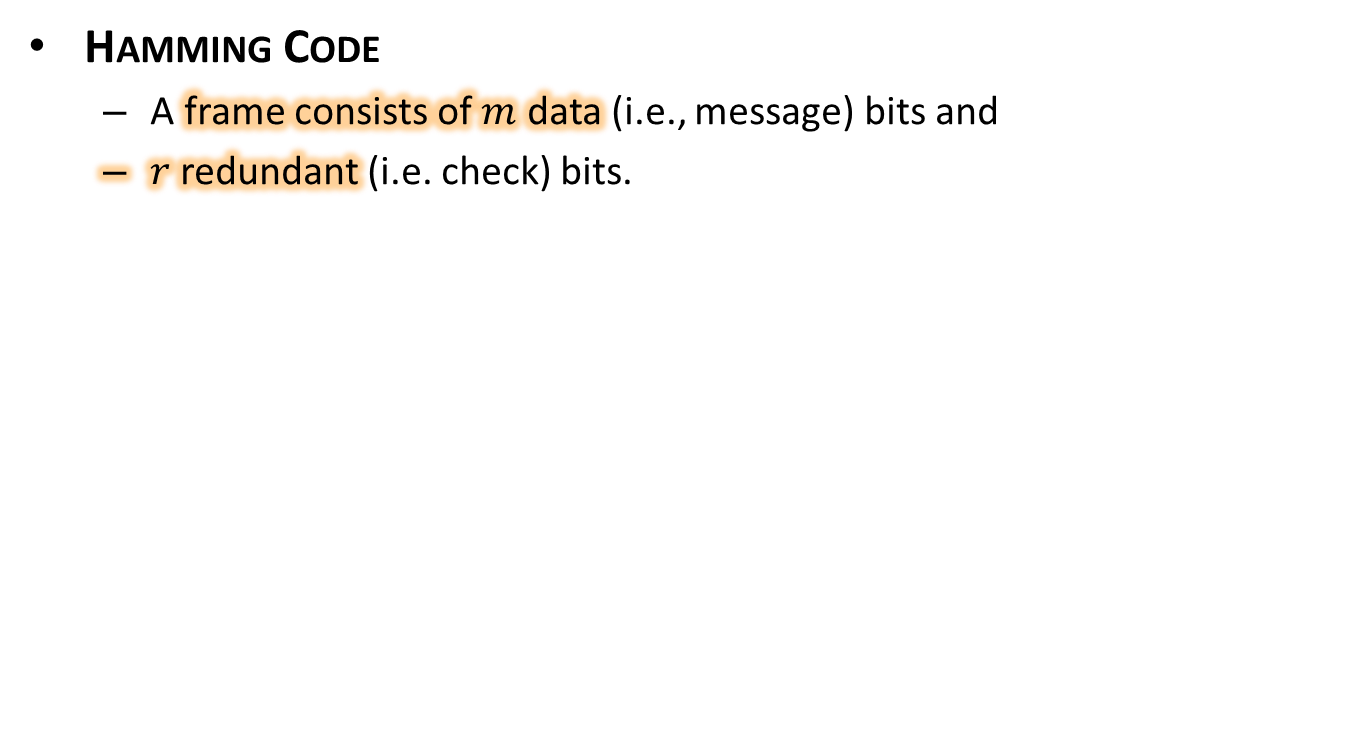 • HAMMING CODE
– A frame consists of m data (i.e., message) bits and
– r redundant (i.e. check) bits.